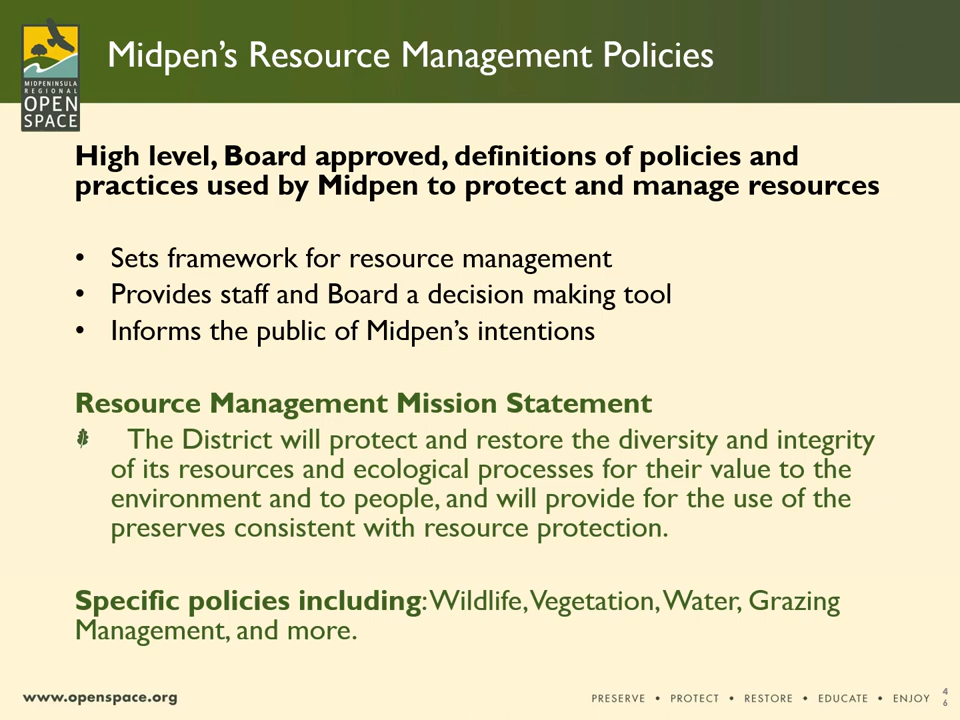 Midpen’s Resource Management Policies
MIDPENINSULA
REGIONAL
OPEN
SPACE
High level, Board approved, definitions of policies and
practices used by Midpen to protect and manage resources
• Sets framework for resource management
• Provides staff and Board a decision making tool
• Informs the public of Midpen’s intentions
Resource Management Mission Statement
The District will protect and restore the diversity and integrity
of its resources and ecological processes for their value to the
environment and to people, and will provide for the use of the
preserves consistent with resource protection.
Specific policies including: Wildlife, Vegetation, Water, Grazing
Management, and more.
www.openspace.org
PRESERVE • PROTECT • RESTORE • EDUCATE • ENJOY
4
6